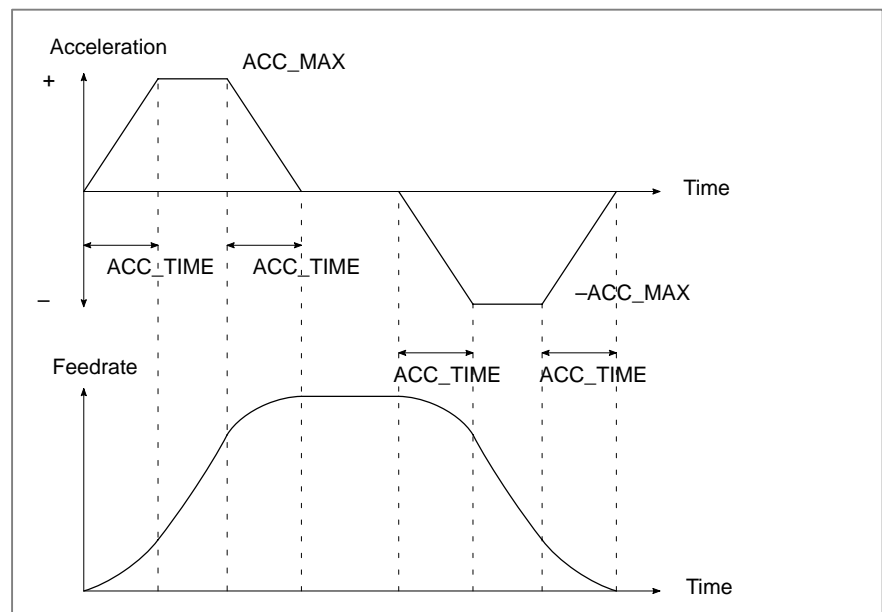 Acceleration
+
ACC_MAX
Time
ACC_TIME
ACC_TIME
–
–ACC_MAX
Feedrate
ACC_TIME
ACC_TIME
Time